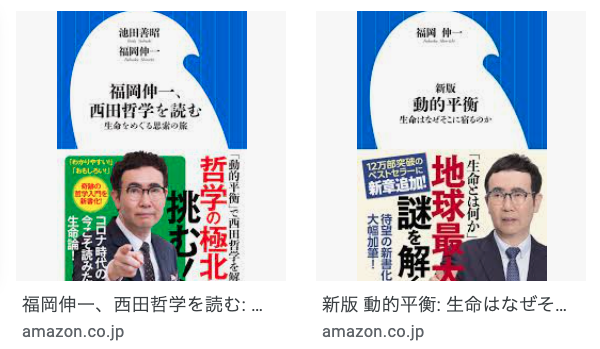 池田善昭
福岡伸一
福岡伸一、
西田哲学を読む
生命をめぐる思索の旅
「わかりやすい」
「おもしろい！」
奇跡の
哲学入門を
新書化！
「動的平衡」で西田哲学を解
哲学の極北
挑む！
コロナ時代の
今こそ読みた
生命論！
福岡伸一、西田哲学を読む: ...
amazon.co.jp
福岡 伸一
新版
動的平衡
生命はなぜそこに宿るのか
12万部突破の
ベストセラーに
新章追加！
「生命とは何か」
地球最大
謎を解
待望の新書化
大幅加筆！
新版 動的平衡: 生命はなぜそ...
amazon.co.jp